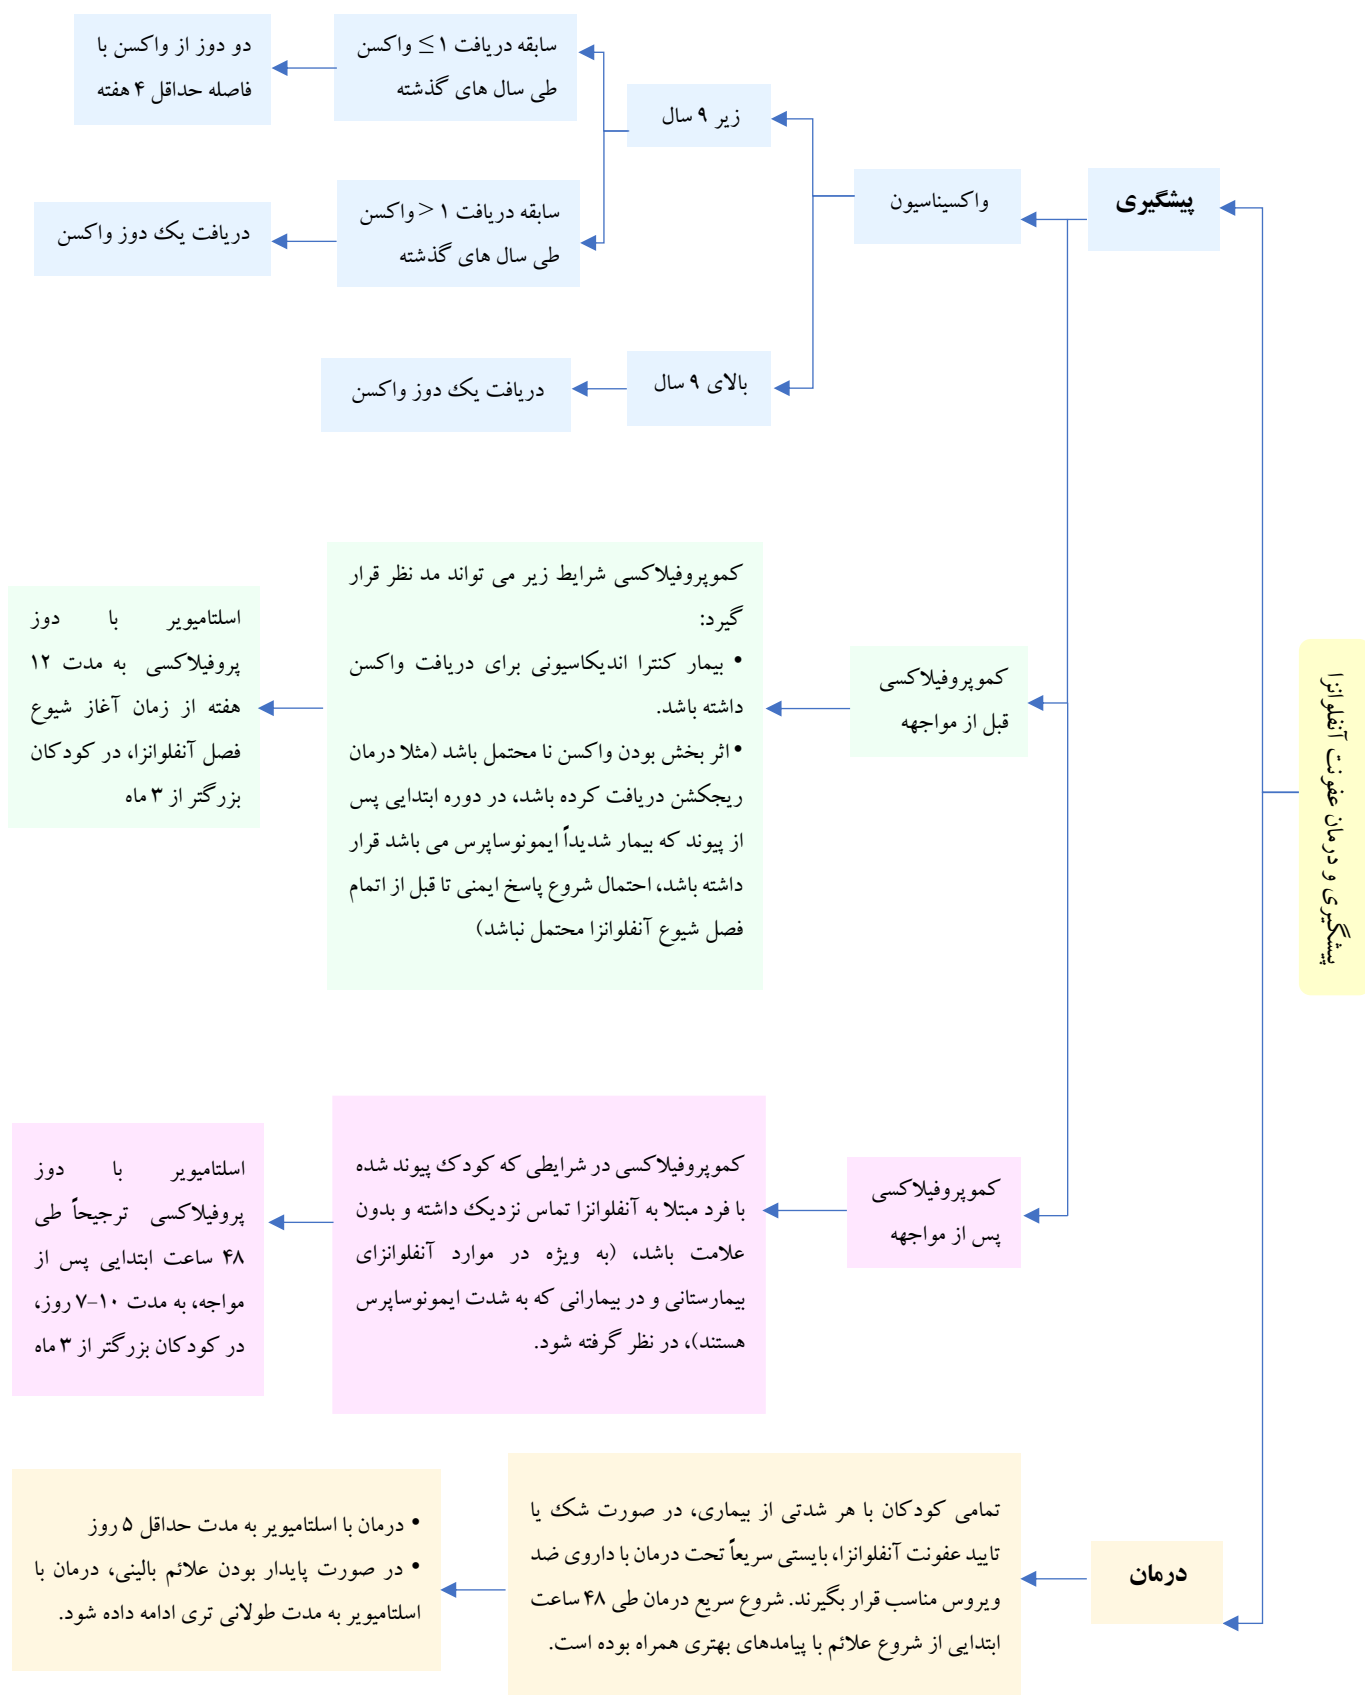 پیشگیری و درمان عفونت آنفلوانزا
پیشگیری
واکسیناسیون
زیر ۹ سال
سابقه دریافت ۱ ≥ واکسن
طی سال های گذشته
دو دوز از واکسن با
فاصله حداقل ۴ هفته
سابقه دریافت ۱ < واکسن
طی سال های گذشته
دریافت یک دوز واکسن
بالای ۹ سال
دریافت یک دوز واکسن
کموپروفیلاکسی
قبل از مواجهه
کموپروفیلاکسی شرایط زیر می تواند مد نظر قرار
گیرد:
• بیمار کنترا اندیکاسیونی برای دریافت واکسن
داشته باشد.
• اثر بخش بودن واکسن نا محتمل باشد (مثلا درمان
ریجکشن دریافت کرده باشد، در دوره ابتدایی پس
از پیوند که بیمار شدیداً ایمونوساپرس می باشد قرار
داشته باشد، احتمال شروع پاسخ ایمنی تا قبل از اتمام
فصل شیوع آنفلوانزا محتمل نباشد)
اسلتامیویر با دوز
پروفیلاکسی به مدت ۱۲
هفته از زمان آغاز شیوع
فصل آنفلوانزا، در کودکان
بزرگتر از ۳ ماه
کموپروفیلاکسی
پس از مواجهه
کموپروفیلاکسی در شرایطی که کودک پیوند شده
با فرد مبتلا به آنفلوانزا تماس نزدیک داشته و بدون
علامت باشد، (به ویژه در موارد آنفلوانزای
بیمارستانی و در بیمارانی که به شدت ایمونوساپرس
هستند)، در نظر گرفته شود.
اسلتامیویر با دوز
پروفیلاکسی ترجیحاً طی
۴۸ ساعت ابتدایی پس از
مواجه، به مدت ۱۰-۷ روز،
در کودکان بزرگتر از ۳ ماه
درمان
تمامی کودکان با هر شدتی از بیماری، در صورت شک یا
تایید عفونت آنفلوانزا، بایستی سریعاً تحت درمان با داروی ضد
ویروس مناسب قرار بگیرند. شروع سریع درمان طی ۴۸ ساعت
ابتدایی از شروع علائم با پیامدهای بهتری همراه بوده است.
• درمان با اسلتامیویر به مدت حداقل ۵ روز
• در صورت پایدار بودن علائم بالینی، درمان با
اسلتامیویر به مدت طولانی تری ادامه داده شود.